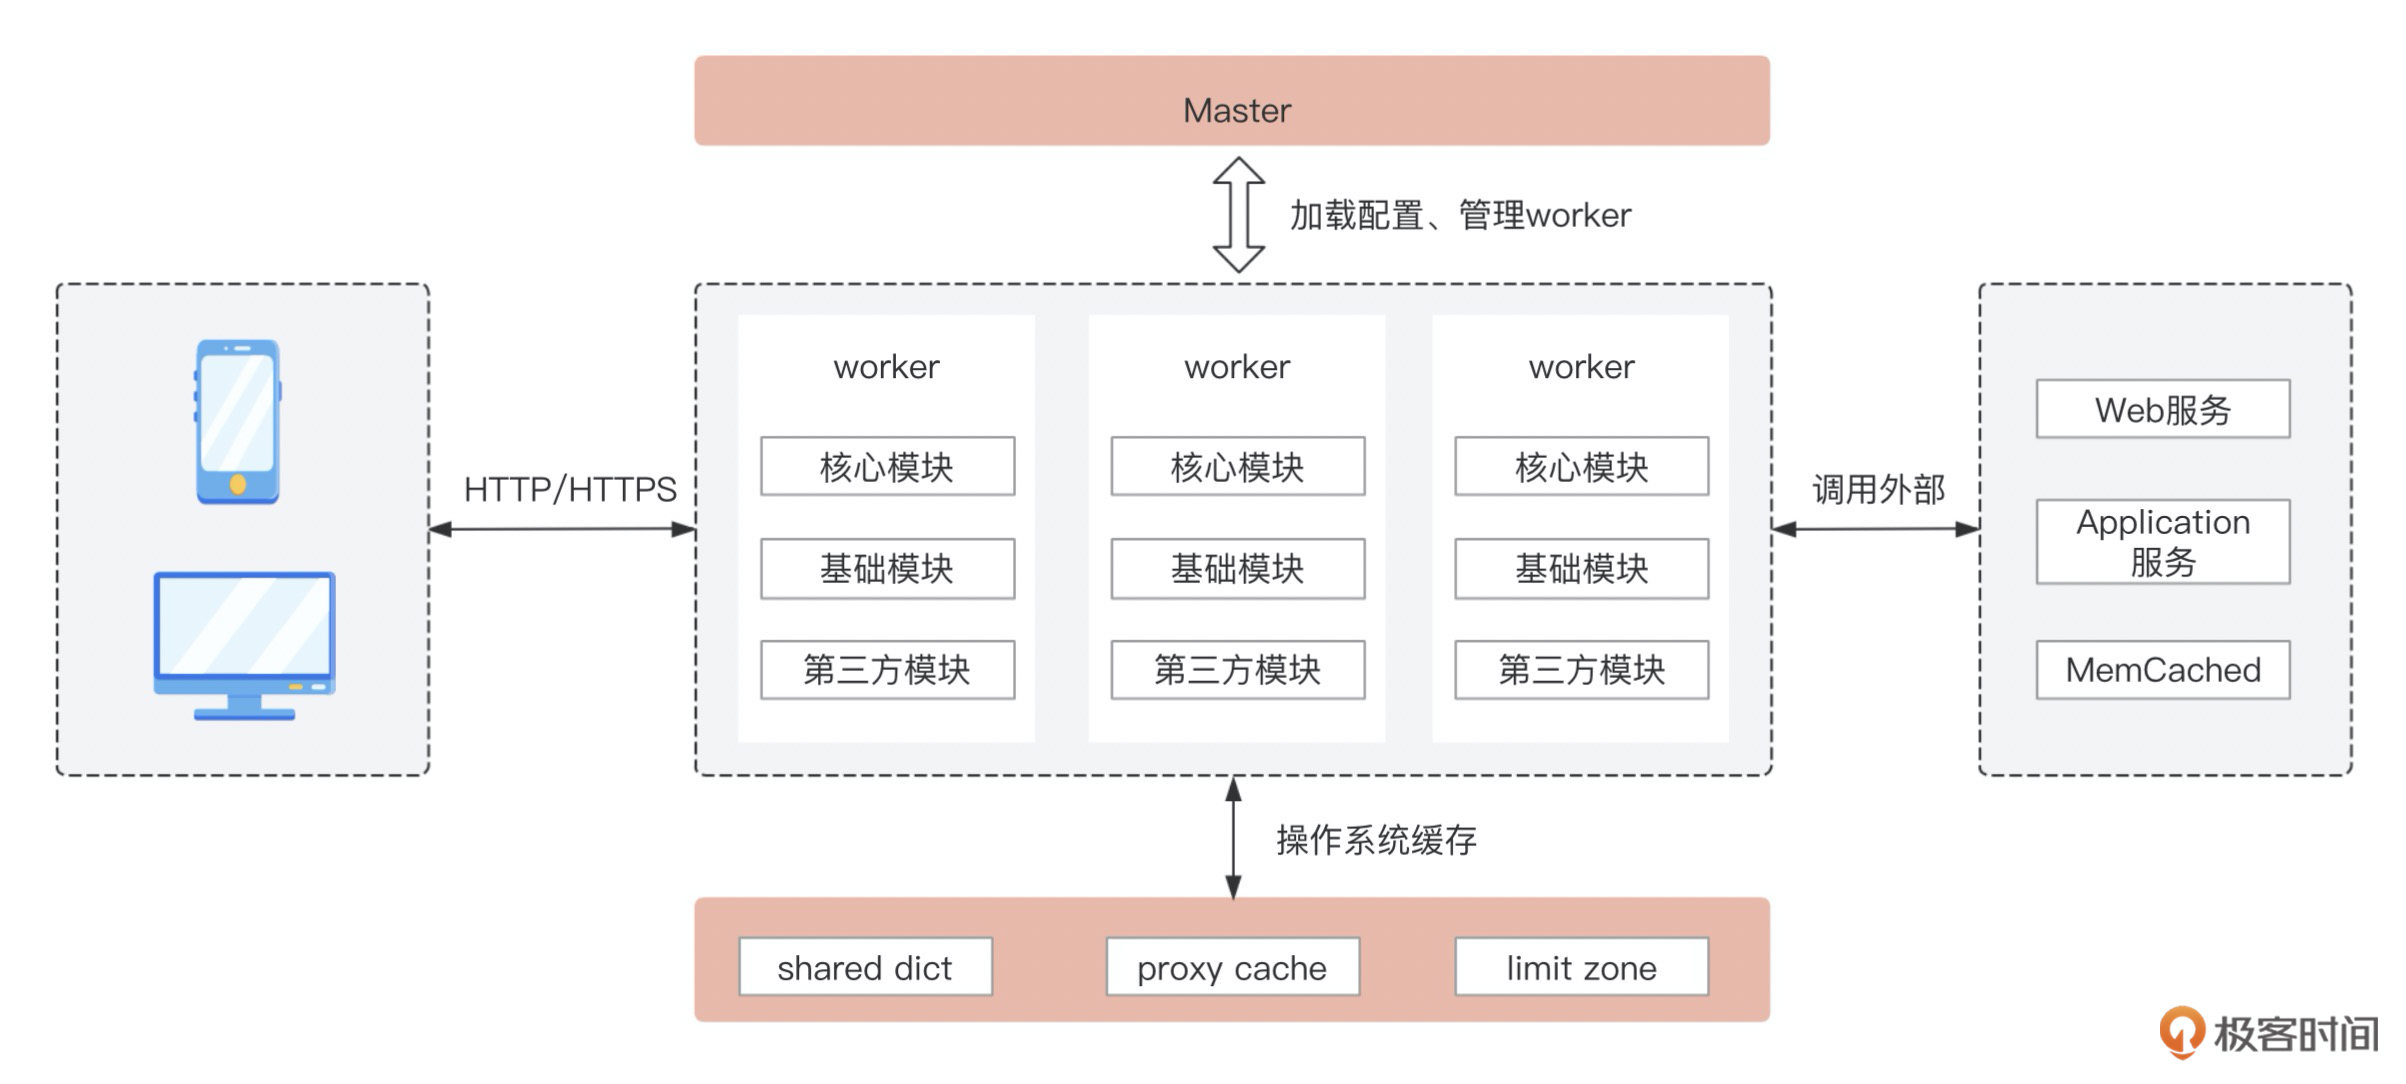 Master
加载配置、管理worker
HTTP/HTTPS
worker
核心模块
基础模块
第三方模块
worker
核心模块
基础模块
第三方模块
worker
核心模块
基础模块
第三方模块
调用外部
Web服务
Application
服务
MemCached
操作系统缓存
shared dict
proxy cache
limit zone
极客时间